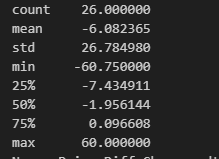 count 26.000000
mean -6.082365
std 26.784980
min -60.750000
25% -7.434911
50% -1.956144
75% 0.096608
max 60.000000